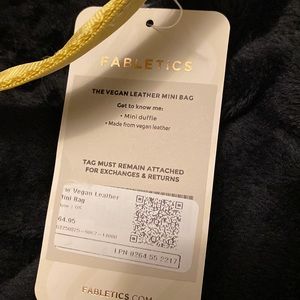 FABLETICS
THE VEGAN LEATHER MINI BAG
Get to know me:
• Mini duffle
• Made from vegan leather
TAG MUST REMAIN ATTACHED
FOR EXCHANGES & RETURNS
Vegan Leather
Mini Bag
64.95
LPN 0264 55 2217
FABLETICS.COM